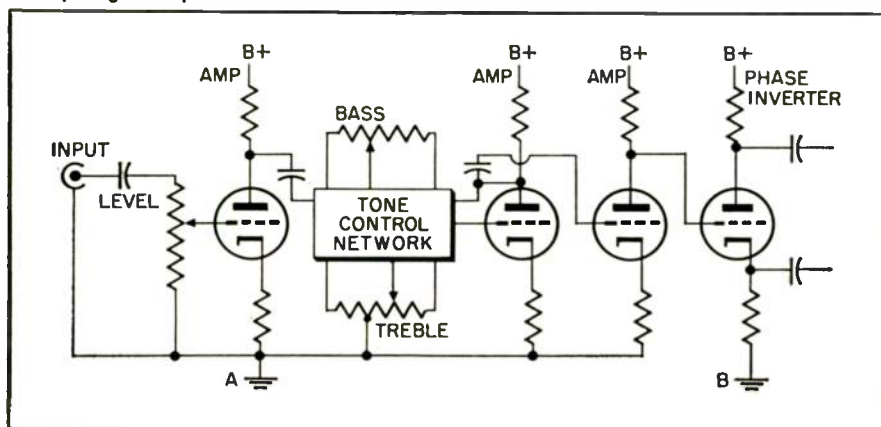 B+
B+
B+
B+
AMP
AMP
AMP
PHASE
INVERTER
BASS
INPUT
LEVEL
TONE
CONTROL
NETWORK
TREBLE
A
B